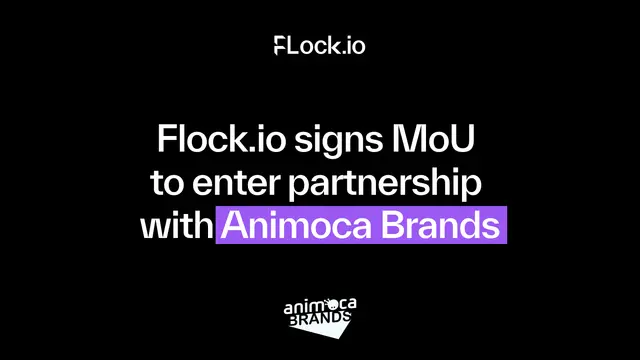 FLock.io
Flock.io signs MoU
to enter partnership
with Animoca Brands
animoca
BRANDS